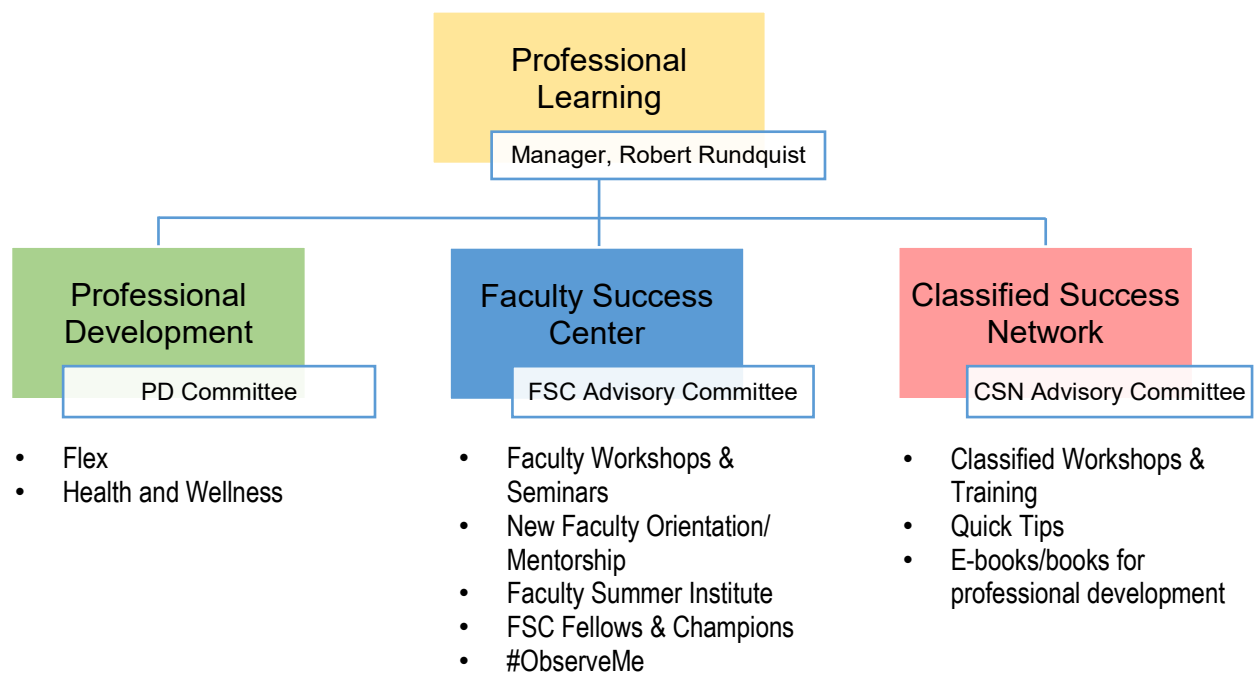 Professional
Learning
Manager, Robert Rundquist
Professional
Development
PD Committee
• Flex
• Health and Wellness
Faculty Success
Center
FSC Advisory Committee
• Faculty Workshops &
Seminars
• New Faculty Orientation/
Mentorship
• Faculty Summer Institute
• FSC Fellows & Champions
• #ObserveMe
Classified Success
Network
CSN Advisory Committee
• Classified Workshops &
Training
• Quick Tips
• E-books/books for
professional development